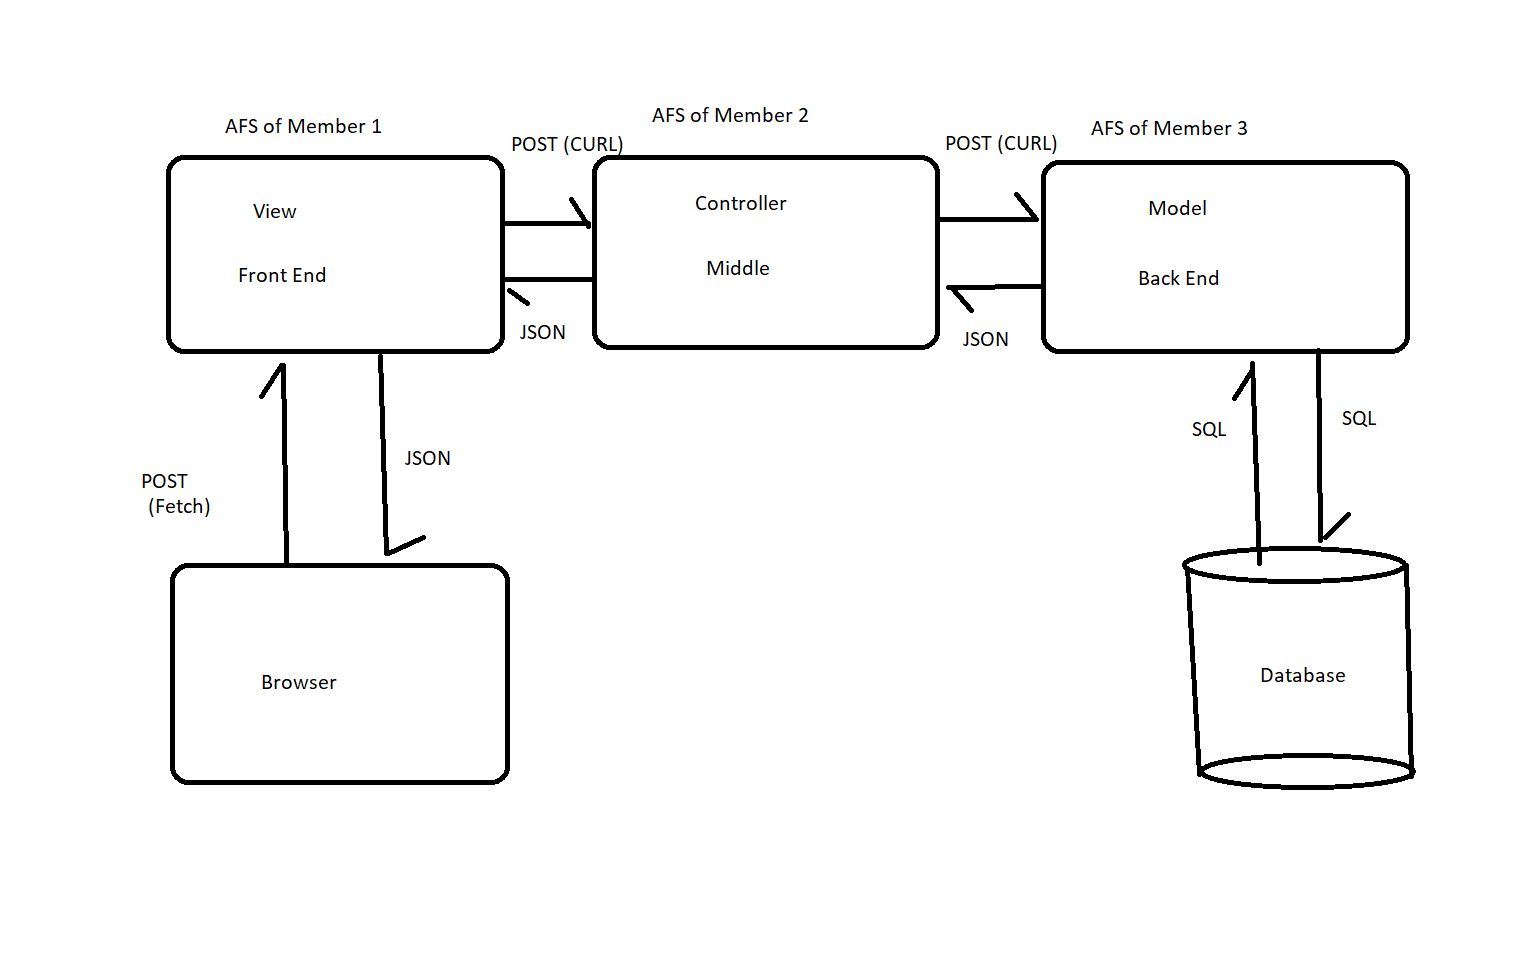 AFS of Member 1
AFS of Member 2
AFS of Member 3
POST (CURL)
POST (CURL)
View
Controller
Model
Front End
Middle
Back End
JSON
JSON
POST
(Fetch)
JSON
SQL
SQL
Browser
Database